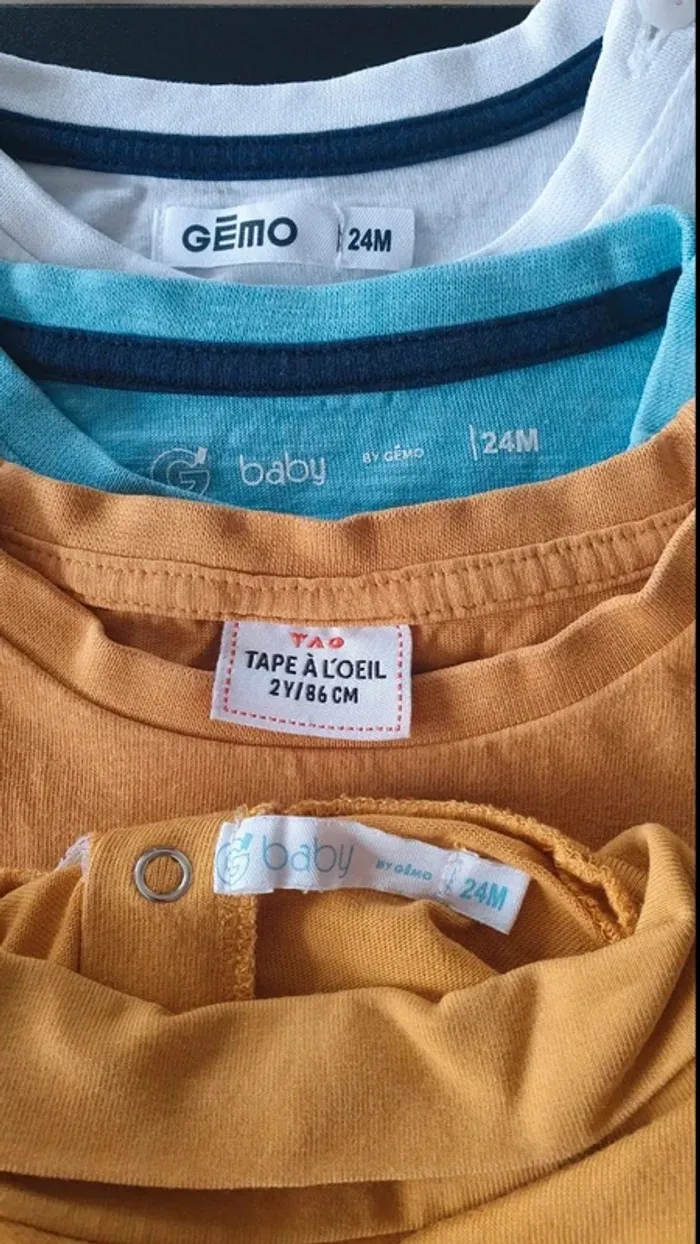 GĒMO 24M
baby BY GĒMO 24M
TAO
TAPE À L'OEIL
2Y/86 CM
baby BY GĒMO 24M